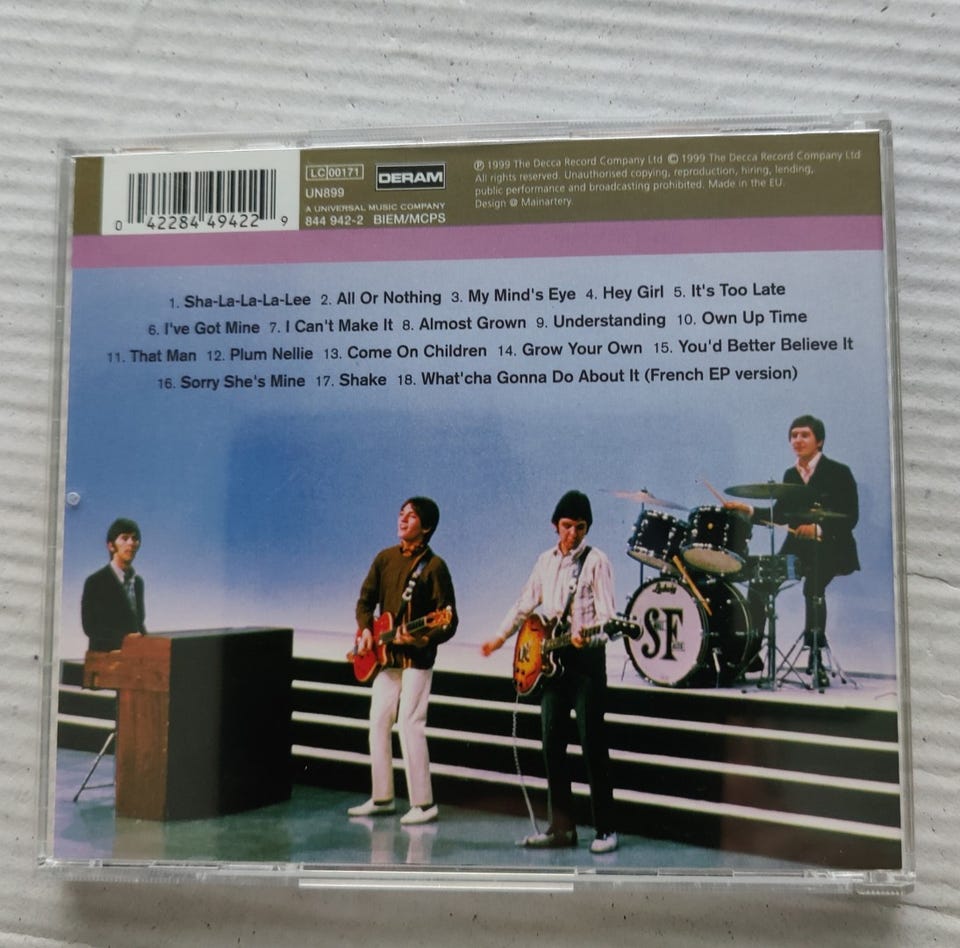 0 42284 49422 9
LC 00171
UN899
DERAM
A UNIVERSAL MUSIC COMPANY
844 942-2 BIEM/MCPS
℗ 1999 The Decca Record Company Ltd © 1999 The Decca Record Company Ltd
All rights reserved. Unauthorised copying, reproduction, hiring, lending,
public performance and broadcasting prohibited. Made in the EU.
Design @ Mainartery.
1. Sha-La-La-La-Lee 2. All Or Nothing 3. My Mind's Eye 4. Hey Girl 5. It's Too Late
6. I've Got Mine 7. I Can't Make It 8. Almost Grown 9. Understanding 10. Own Up Time
11. That Man 12. Plum Nellie 13. Come On Children 14. Grow Your Own 15. You'd Better Believe It
16. Sorry She's Mine 17. Shake 18. What'cha Gonna Do About It (French EP version)
Ludwig
SF